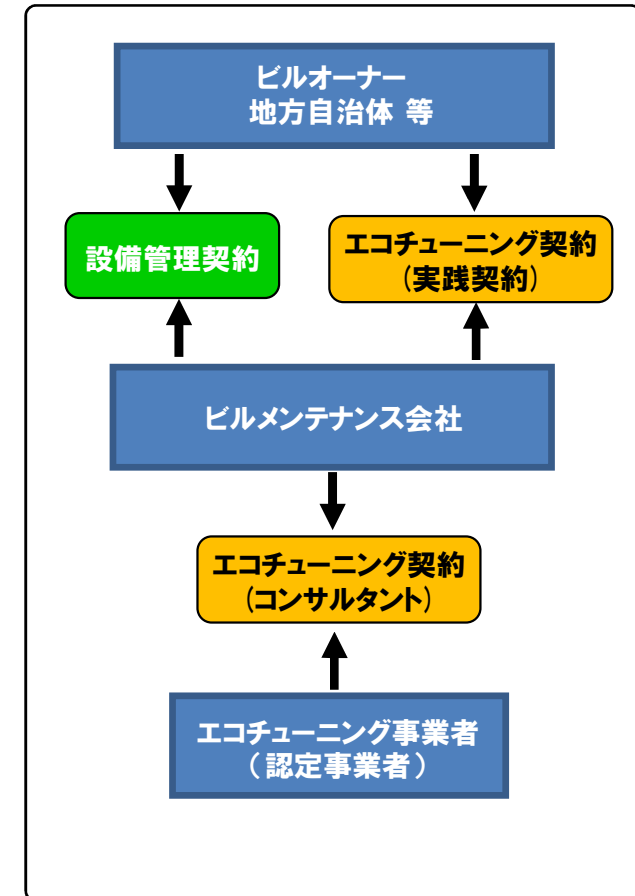 ビルオーナー
地方自治体 等
設備管理契約
エコチューニング契約
(実践契約)
ビルメンテナンス会社
エコチューニング契約
(コンサルタント)
エコチューニング事業者
(認定事業者)